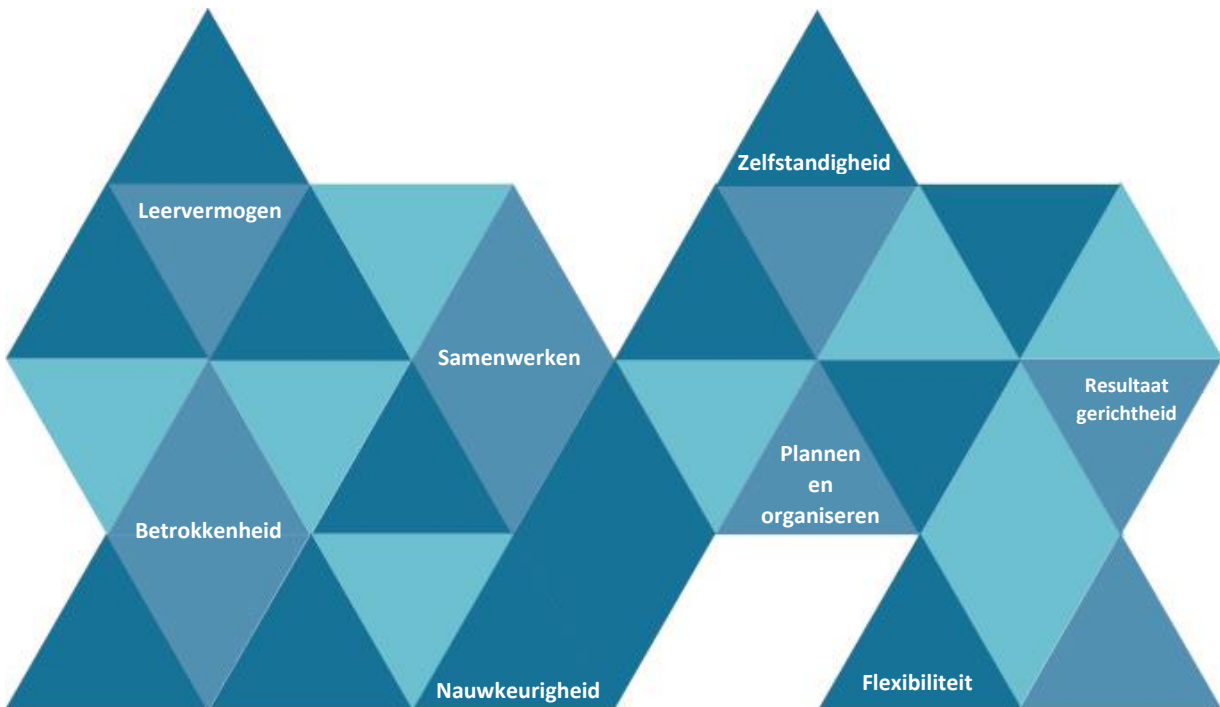 Zelfstandigheid
Leervermogen
Samenwerken
Resultaat
gerichtheid
Plannen
en
organiseren
Betrokkenheid
Nauwkeurigheid
Flexibiliteit